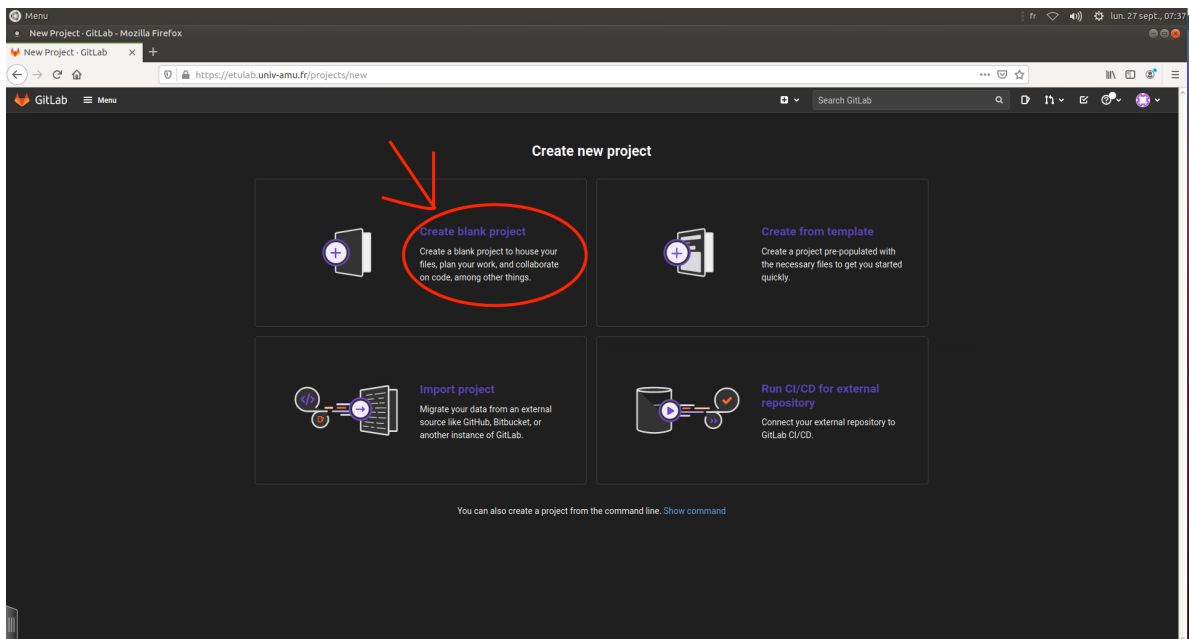 Menu
fr
lun. 27 sept., 07:37
New Project · GitLab - Mozilla Firefox
New Project · GitLab
https://etulab.univ-amu.fr/projects/new
GitLab
Menu
Search GitLab
Create new project
Create blank project
Create a blank project to house your
files, plan your work, and collaborate
on code, among other things.
Create from template
Create a project pre-populated with
the necessary files to get you started
quickly.
Import project
Migrate your data from an external
source like GitHub, Bitbucket, or
another instance of GitLab.
Run CI/CD for external
repository
Connect your external repository to
GitLab CI/CD.
You can also create a project from the command line. Show command